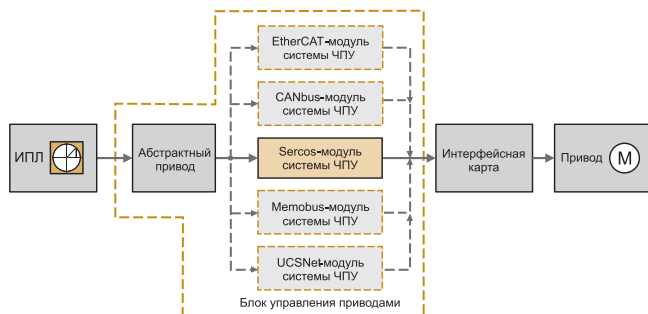 EtherCAT-модуль
системы ЧПУ
CANbus-модуль
системы ЧПУ
ИПЛ
Абстрактный
привод
Sercos-модуль
системы ЧПУ
Интерфейсная
карта
Привод
М
Memobus-модуль
системы ЧПУ
UCSNet-модуль
системы ЧПУ
Блок управления приводами